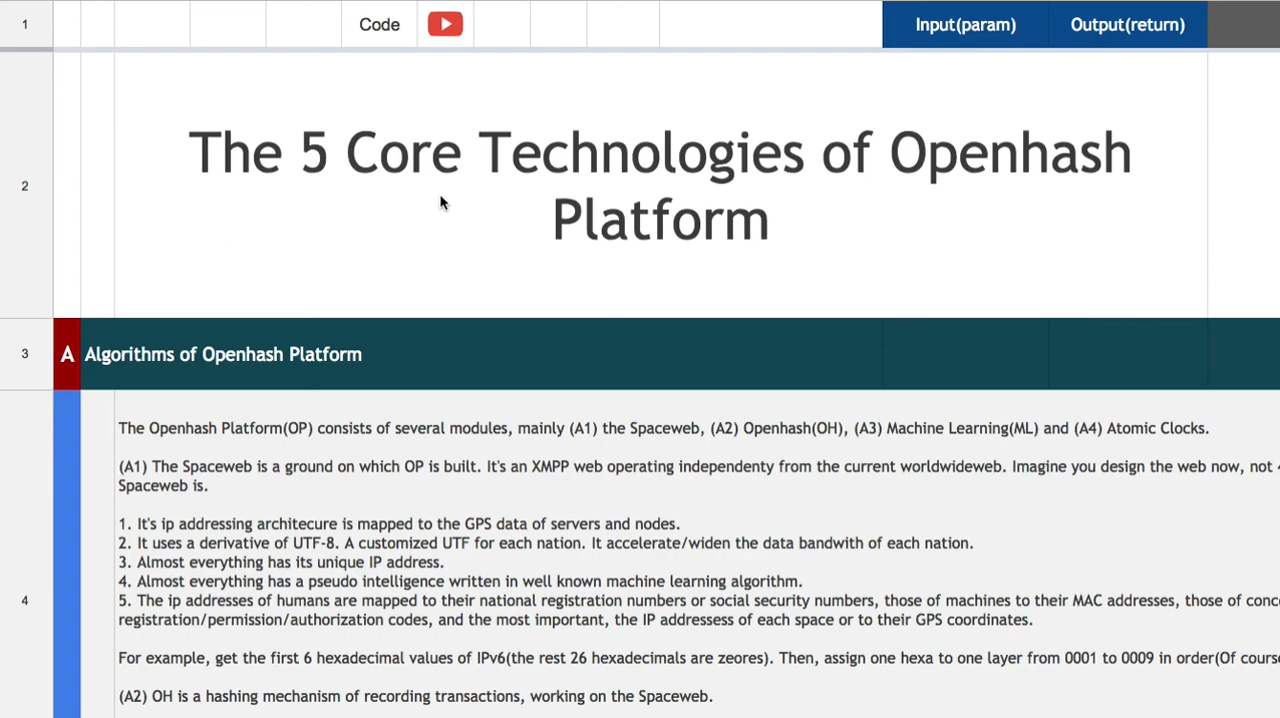 1 Code Input(param) Output(return)
The 5 Core Technologies of Openhash
Platform
2
3 A Algorithms of Openhash Platform
The Openhash Platform(OP) consists of several modules, mainly (A1) the Spaceweb, (A2) Openhash(OH), (A3) Machine Learning(ML) and (A4) Atomic Clocks.
(A1) The Spaceweb is a ground on which OP is built. It's an XMPP web operating independenty from the current worldwideweb. Imagine you design the web now, not
Spaceweb is.
1. It's ip addressing architecure is mapped to the GPS data of servers and nodes.
2. It uses a derivative of UTF-8. A customized UTF for each nation. It accelerate/widen the data bandwith of each nation.
3. Almost everything has its unique IP address.
4. Almost everything has a pseudo intelligence written in well known machine learning algorithm.
4
5. The ip addresses of humans are mapped to their national registration numbers or social security numbers, those of machines to their MAC addresses, those of conc
registration/permission/authorization codes, and the most important, the IP addressess of each space or to their GPS coordinates.
For example, get the first 6 hexadecimal values of IPv6(the rest 26 hexadecimals are zeores). Then, assign one hexa to one layer from 0001 to 0009 in order(Of cours
(A2) OH is a hashing mechanism of recording transactions, working on the Spaceweb.